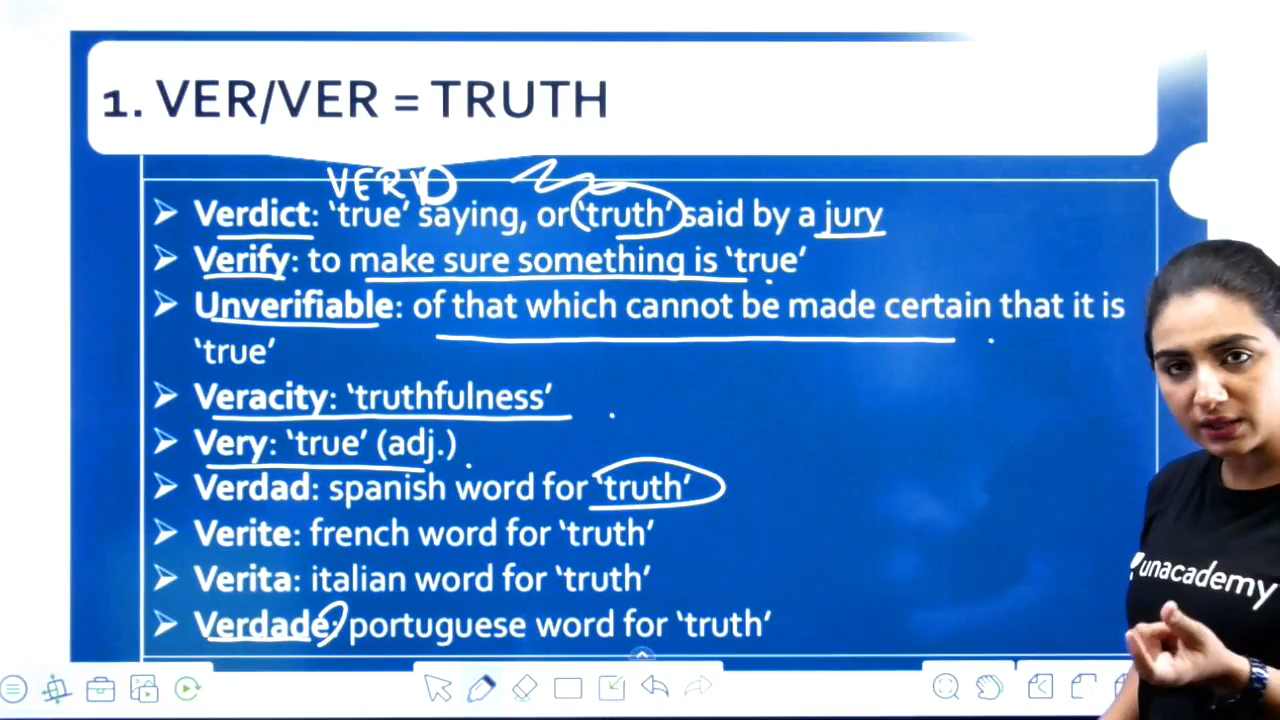 1. VER/VER = TRUTH
VERY
Verdict: ‘true’ saying, or ‘truth’ said by a jury
Verify: to make sure something is ‘true’
Unverifiable: of that which cannot be made certain that it is
‘true’
Veracity: ‘truthfulness’
Very: ‘true’ (adj.)
Verdad: spanish word for ‘truth’
Verite: french word for ‘truth’
Verita: italian word for ‘truth’
Verdade: portuguese word for ‘truth’
unacademy